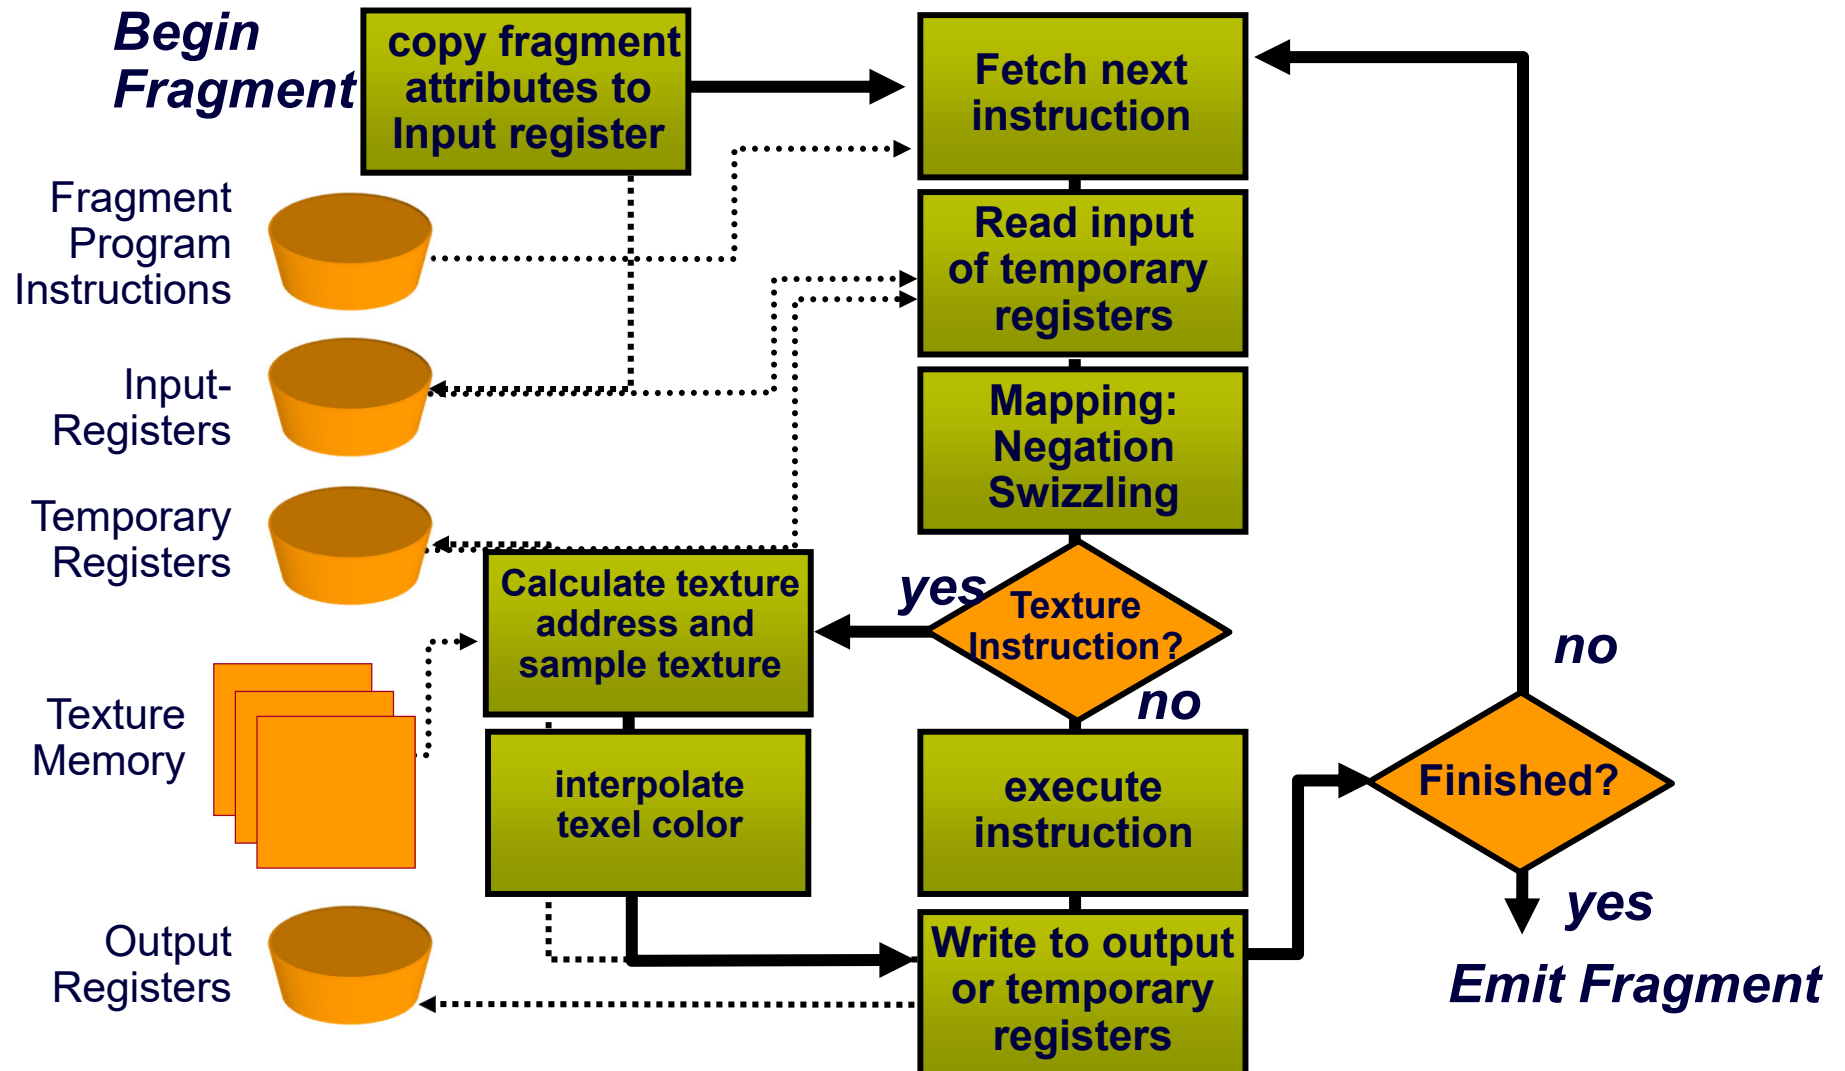 Begin
Fragment
copy fragment
attributes to
Input register
Fetch next
instruction
Fragment
Program
Instructions
Read input
of temporary
registers
Input-
Registers
Mapping:
Negation
Swizzling
Temporary
Registers
Calculate texture
address and
sample texture
yes
Texture
Instruction?
no
no
Texture
Memory
interpolate
texel color
execute
instruction
Finished?
yes
Emit Fragment
Output
Registers
Write to output
or temporary
registers